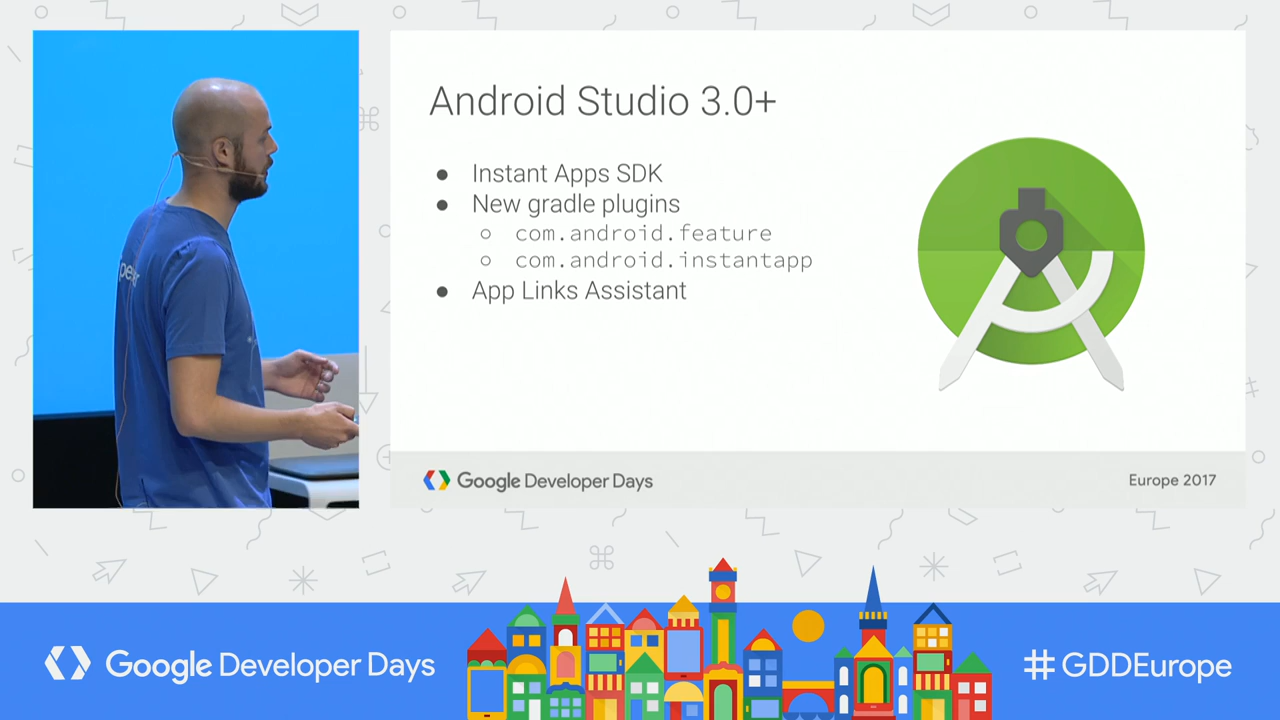 Android Studio 3.0+
● Instant Apps SDK
● New gradle plugins
○ com.android.feature
○ com.android.instantapp
● App Links Assistant
Google Developer Days
Europe 2017
Google Developer Days
#GDDEurope